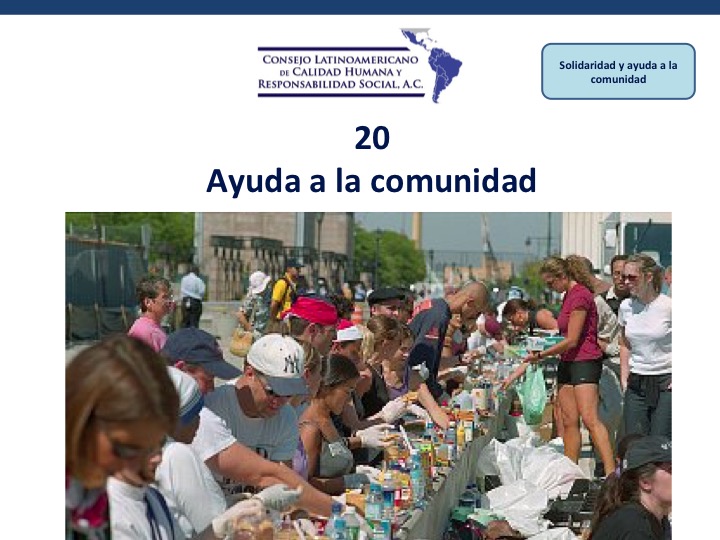 CONSEJO LATINOAMERICANO
DE CALIDAD HUMANA Y
RESPONSABILIDAD SOCIAL, A.C.
Solidaridad y ayuda a la
comunidad
20
Ayuda a la comunidad
NY